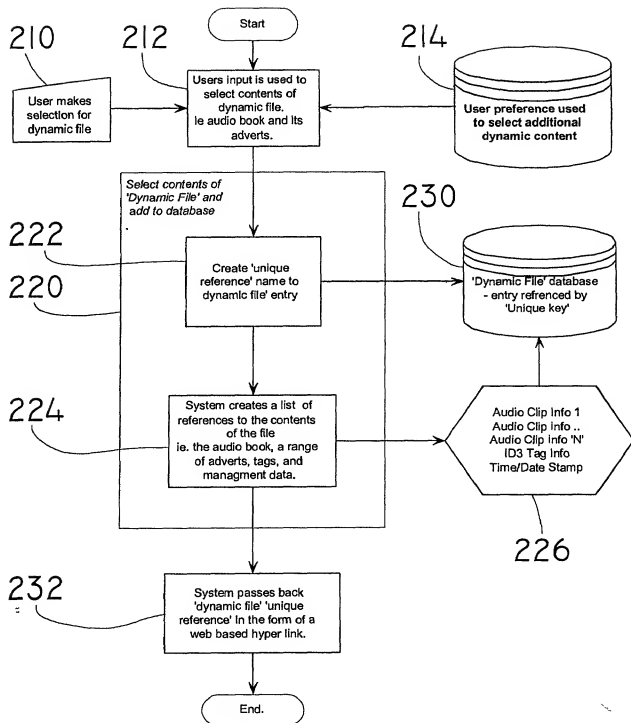 Start
210
212
214
User makes
selection for
dynamic file
Users input is used to
select contents of
dynamic file.
ie audio book and its
adverts.
User preference used
to select additional
dynamic content
Select contents of
'Dynamic File' and
add to database
222
220
230
Create 'unique
reference' name to
dynamic file' entry
'Dynamic File' database
- entry refrenced by
'Unique key'
224
System creates a list of
references to the contents
of the file
ie. the audio book, a range
of adverts, tags, and
managment data.
Audio Clip Info 1
Audio Clip Info ..
Audio Clip Info 'N'
ID3 Tag Info
Time/Date Stamp
226
232
System passes back
'dynamic file' 'unique
reference' In the form of a
web based hyper link.
End.